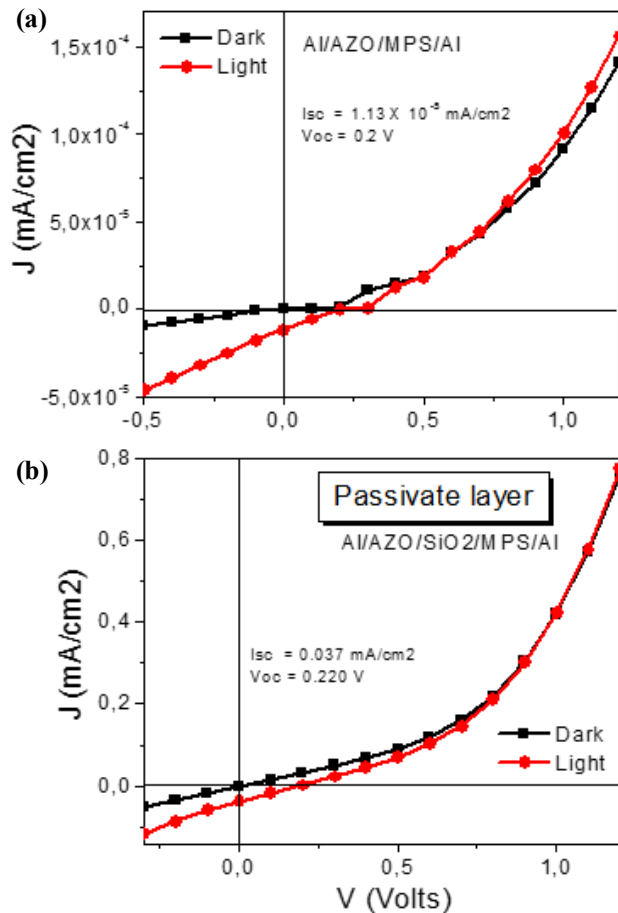 (a)
Dark
Light
Al/AZO/MPS/Al
Isc = 1.13X 10⁻⁵ mA/cm2
Voc = 0.2 V
J (mA/cm2)
1,5x10⁻⁴
1,0x10⁻⁴
5,0x10⁻⁵
0,0
-5,0x10⁻⁵
-0,5
0,0
0,5
1,0
(b)
Passivate layer
Al/AZO/SiO2/MPS/Al
Isc = 0.037 mA/cm2
Voc = 0.220 V
Dark
Light
J (mA/cm2)
0,8
0,6
0,4
0,2
0,0
0,0
0,5
1,0
V (Volts)